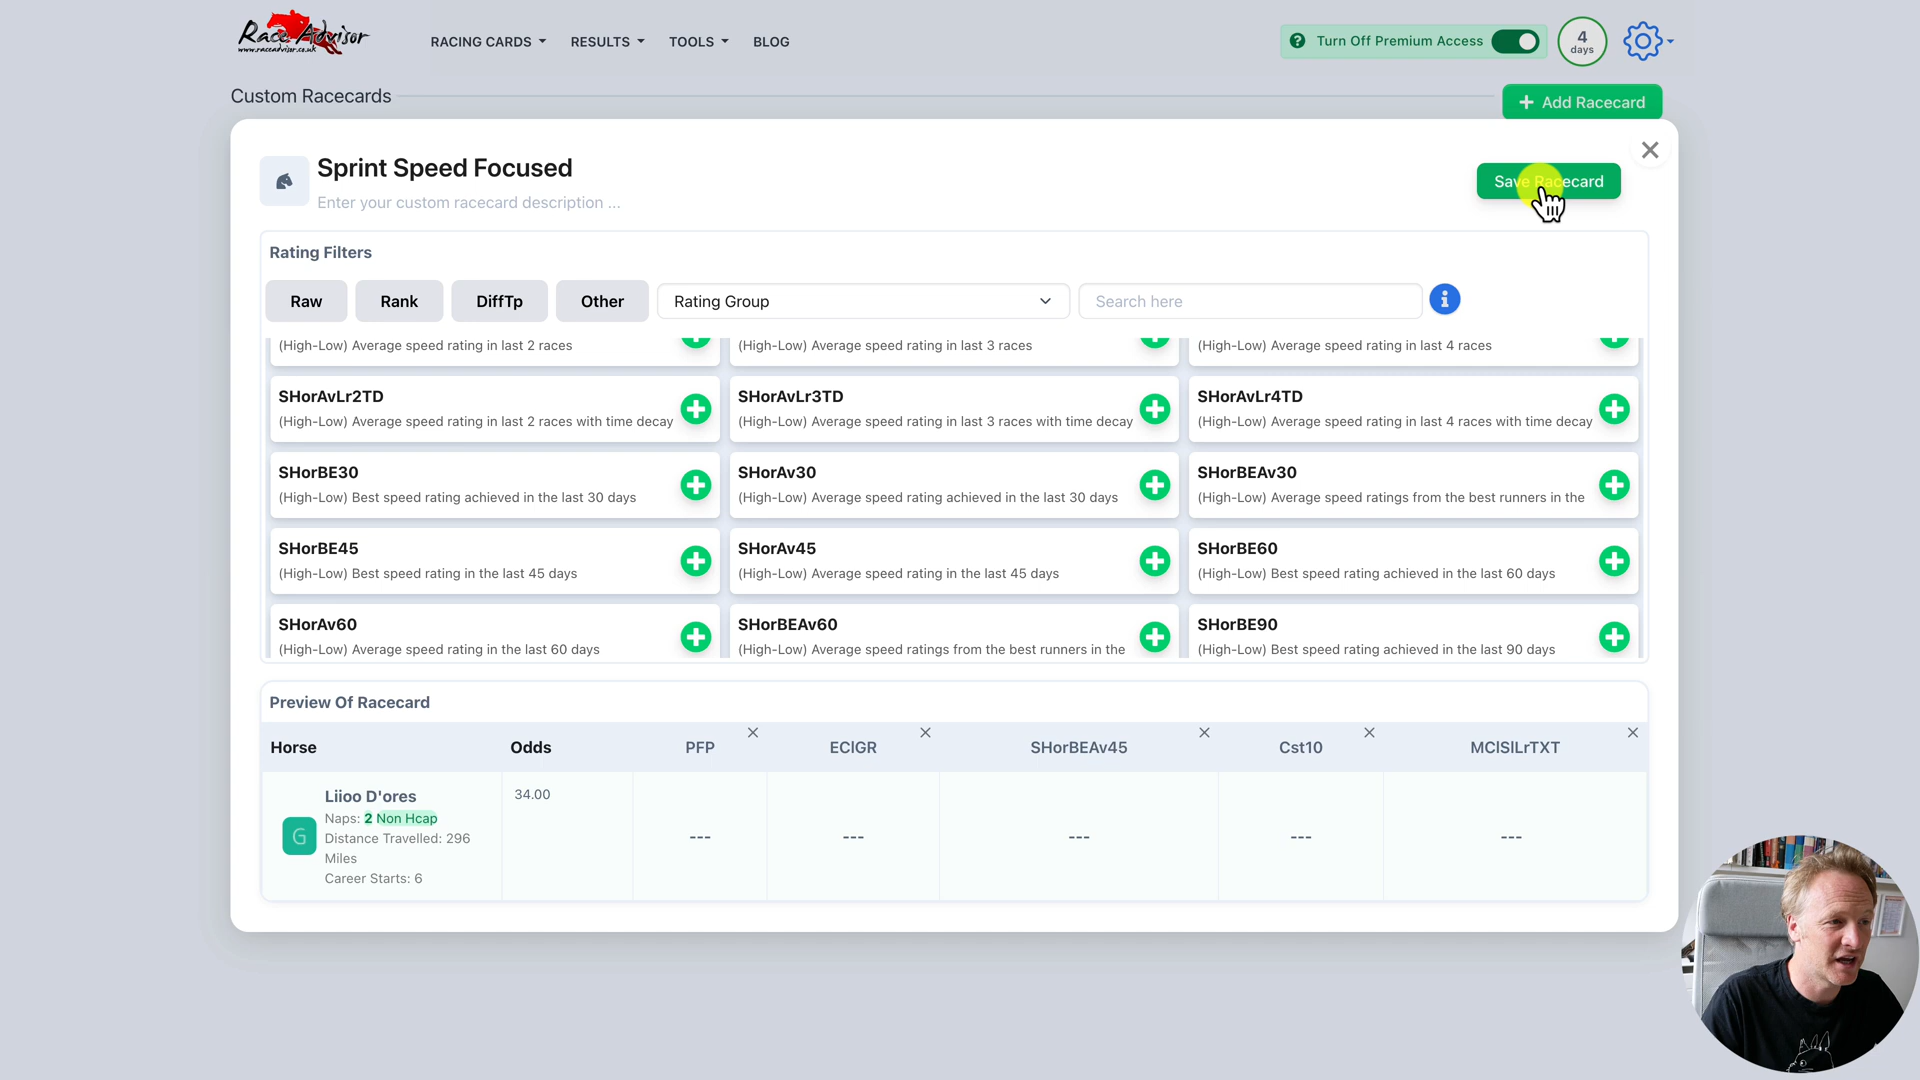 Race Advisor
www.raceadvisor.co.uk
RACING CARDS
RESULTS
TOOLS
BLOG
Turn Off Premium Access
4
days
Custom Racecards
Add Racecard
Sprint Speed Focused
Enter your custom racecard description ...
Save Racecard
Rating Filters
Raw
Rank
DiffTp
Other
Rating Group
Search here
(High-Low) Average speed rating in last 2 races
(High-Low) Average speed rating in last 3 races
(High-Low) Average speed rating in last 4 races
SHorAvLr2TD
(High-Low) Average speed rating in last 2 races with time decay
SHorAvLr3TD
(High-Low) Average speed rating in last 3 races with time decay
SHorAvLr4TD
(High-Low) Average speed rating in last 4 races with time decay
SHorBE30
(High-Low) Best speed rating achieved in the last 30 days
SHorAv30
(High-Low) Average speed rating achieved in the last 30 days
SHorBEAv30
(High-Low) Average speed ratings from the best runners in the
SHorBE45
(High-Low) Best speed rating in the last 45 days
SHorAv45
(High-Low) Average speed rating in the last 45 days
SHorBE60
(High-Low) Best speed rating achieved in the last 60 days
SHorAv60
(High-Low) Average speed rating in the last 60 days
SHorBEAv60
(High-Low) Average speed ratings from the best runners in the
SHorBE90
(High-Low) Best speed rating achieved in the last 90 days
Preview Of Racecard
Horse
Odds
PFP
EClGR
SHorBEAv45
Cst10
MClSlLrTXT
G
Liioo D'ores
Naps: 2 Non Hcap
Distance Travelled: 296
Miles
Career Starts: 6
34.00
---
---
---
---
---